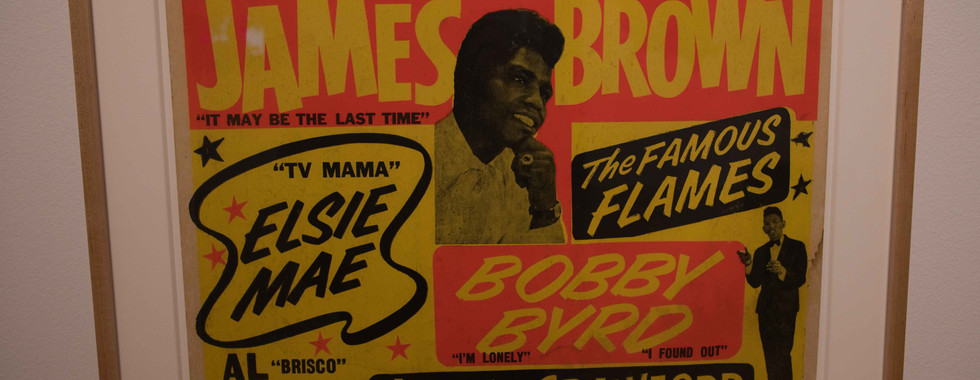 JAMES BROWN
"IT MAY BE THE LAST TIME"
"TV MAMA"
ELSIE
MAE
The FAMOUS
FLAMES
BOBBY
BYRD
"I'M LONELY" "I FOUND OUT"
AL "BRISCO"